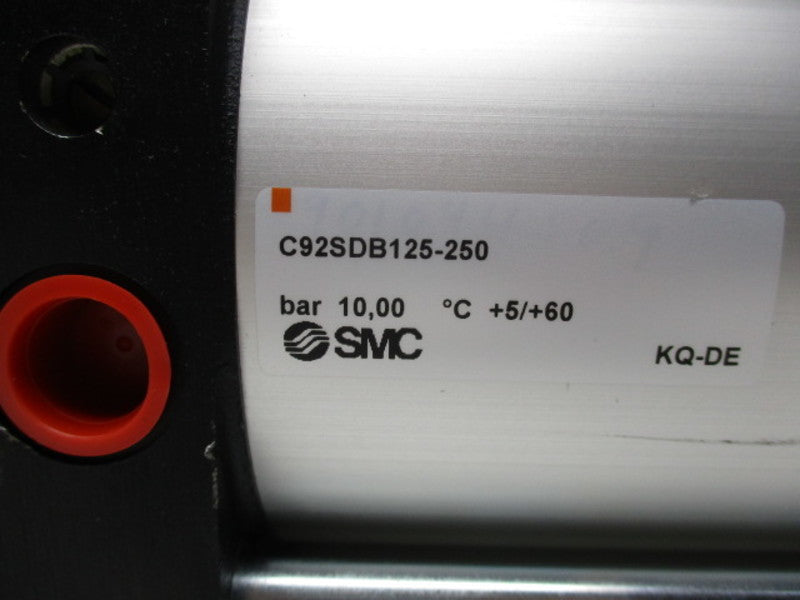 C92SDB125-250
bar 10,00 °C +5/+60
SMC
KQ-DE